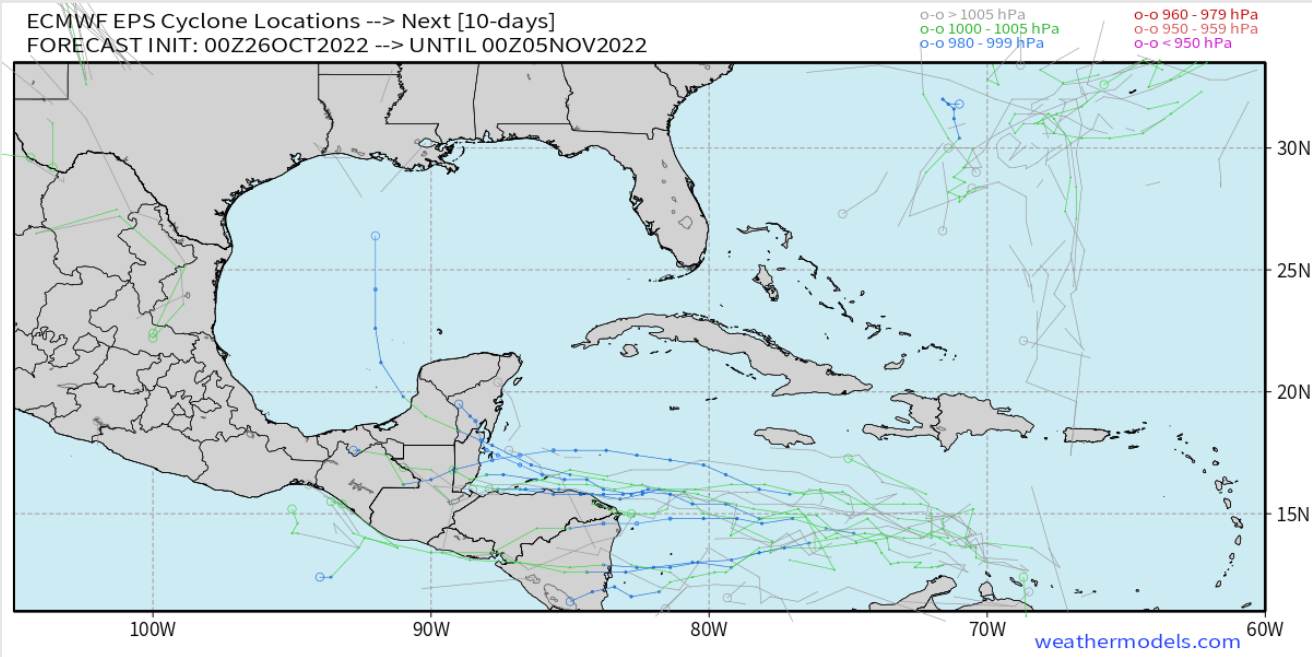 ECMWF EPS Cyclone Locations --> Next [10-days]
FORECAST INIT: 00Z26OCT2022 --> UNTIL 00Z05NOV2022
o-o > 1005 hPa
o-o 1000 - 1005 hPa
o-o 980 - 999 hPa
o-o 960 - 979 hPa
o-o 950 - 959 hPa
o-o < 950 hPa
30N
25N
20N
15N
100W 90W 80W 70W 60W
weathermodels.com